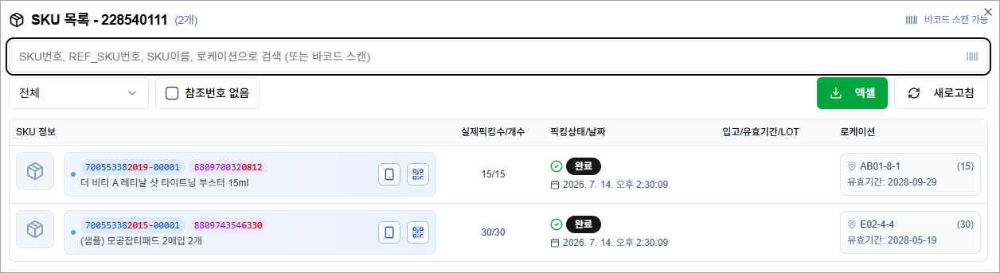 SKU 목록 - 228540111 (2개) 바코드 스캔 가능
SKU번호, REF_SKU번호, SKU이름, 로케이션으로 검색 (또는 바코드 스캔)
전체 참조번호 없음 엑셀 새로고침
SKU 정보 실제픽킹수/개수 픽킹상태/날짜 입고/유효기간/LOT 로케이션
700553382019-00001 8809700320812 15/15 완료 AB01-8-1 (15)
더 비타 A 레티날 샷 타이트닝 부스터 15ml 2026. 7. 14. 오후 2:30:09 유효기간: 2028-09-29
700553382015-00001 8809743546330 30/30 완료 E02-4-4 (30)
(샘플) 모공잡티패드 2매입 2개 2026. 7. 14. 오후 2:30:09 유효기간: 2028-05-19